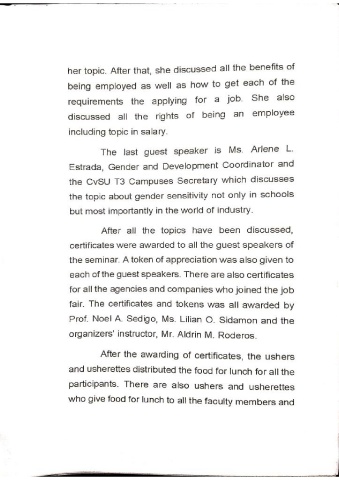 her topic. After that, she discussed all the benefits of
being employed as well as how to get each of the
requirements the applying for a job. She also
discussed all the rights of being an employee
including topic in salary.
The last guest speaker is Ms. Arlene L.
Estrada, Gender and Development Coordinator and
the CvSU T3 Campuses Secretary which discusses
the topic about gender sensitivity not only in schools
but most importantly in the world of industry.
After all the topics have been discussed,
certificates were awarded to all the guest speakers of
the seminar. A token of appreciation was also given to
each of the guest speakers. There are also certificates
for all the agencies and companies who joined the job
fair. The certificates and tokens was all awarded by
Prof. Noel A. Sedigo, Ms. Lilian O. Sidamon and the
organizers' instructor, Mr. Aldrin M. Roderos.
After the awarding of certificates, the ushers
and usherettes distributed the food for lunch for all the
participants. There are also ushers and usherettes
who give food for lunch to all the faculty members and